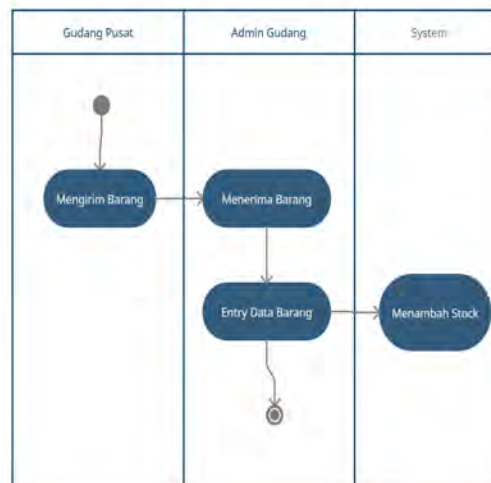 Gudang Pusat
Admin Gudang
System
Mengirim Barang
Menerima Barang
Entry Data Barang
Menambah Stock